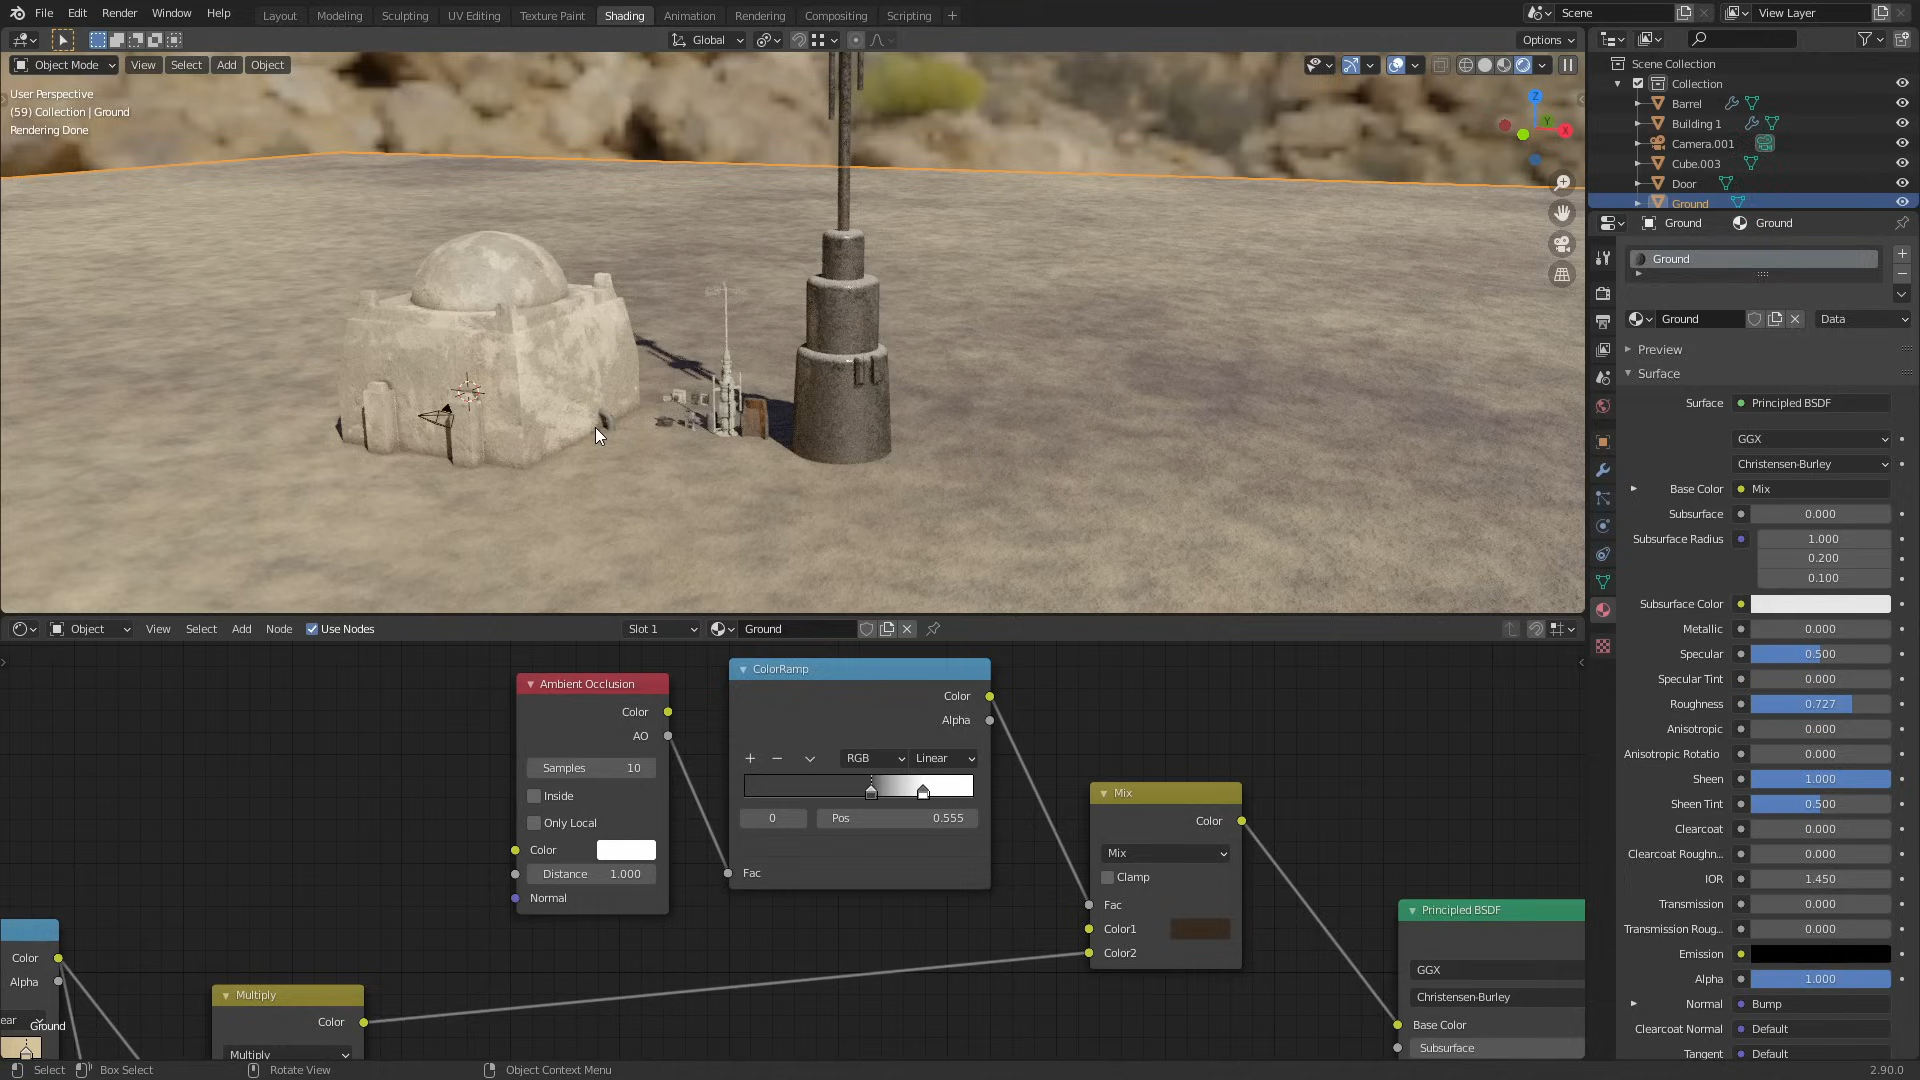 File Edit Render Window Help Layout Modeling Sculpting UV Editing Texture Paint Shading Animation Rendering Compositing Scripting + Scene View Layer
Global Options
Object Mode View Select Add Object
User Perspective
(59) Collection | Ground
Rendering Done
Z
Y
X
Scene Collection
Collection
Barrel
Building 1
Camera.001
Cube.003
Door
Ground
Ground Ground
Ground
Ground Data
Preview
Surface
Surface Principled BSDF
GGX
Christensen-Burley
Base Color Mix
Subsurface 0.000
Subsurface Radius 1.000
0.200
0.100
Subsurface Color
Metallic 0.000
Specular 0.500
Specular Tint 0.000
Roughness 0.727
Anisotropic 0.000
Anisotropic Rotatio 0.000
Sheen 1.000
Sheen Tint 0.500
Clearcoat 0.000
Clearcoat Roughn... 0.000
IOR 1.450
Transmission 0.000
Transmission Roug... 0.000
Emission
Alpha 1.000
Normal Bump
Clearcoat Normal Default
Tangent Default
Object View Select Add Node Use Nodes Slot 1 Ground
Ambient Occlusion
Color
AO
Samples 10
Inside
Only Local
Color
Distance 1.000
Normal
ColorRamp
Color
Alpha
RGB Linear
0 Pos 0.555
Fac
Mix
Color
Mix
Clamp
Fac
Color1
Color2
Principled BSDF
GGX
Christensen-Burley
Base Color
Subsurface
Color
Alpha
ear
Ground
Multiply
Color
Multiply
Select Box Select Rotate View Object Context Menu 2.90.0